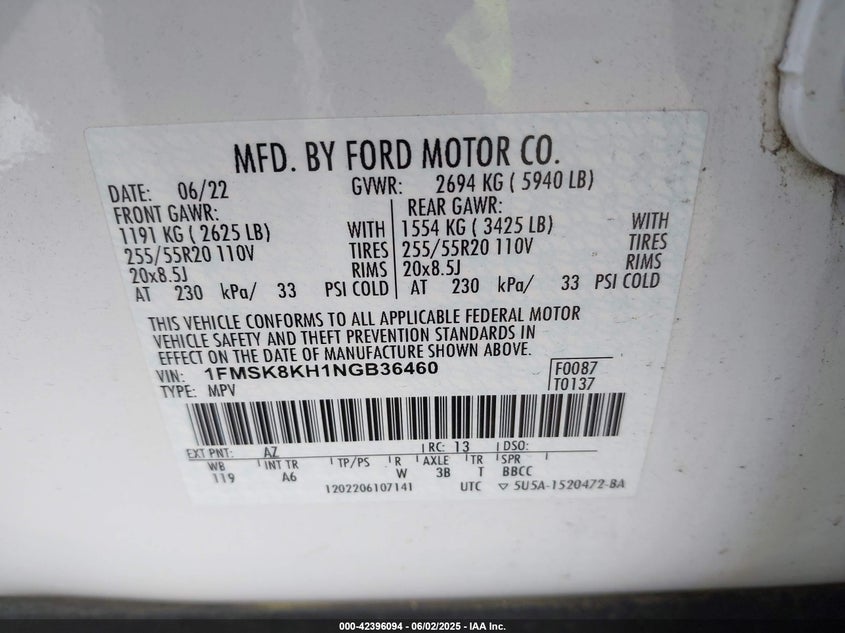 MFD. BY FORD MOTOR CO.
DATE: 06/22 GVWR: 2694 KG ( 5940 LB)
FRONT GAWR: REAR GAWR:
1191 KG ( 2625 LB) WITH 1554 KG ( 3425 LB) WITH
255/55R20 110V TIRES 255/55R20 110V TIRES
20x8.5J RIMS 20x8.5J RIMS
AT 230 kPa/ 33 PSI COLD AT 230 kPa/ 33 PSI COLD
THIS VEHICLE CONFORMS TO ALL APPLICABLE FEDERAL MOTOR
VEHICLE SAFETY AND THEFT PREVENTION STANDARDS IN
EFFECT ON THE DATE OF MANUFACTURE SHOWN ABOVE.
VIN: 1FMSK8KH1NGB36460 F0087
TYPE: MPV T0137
EXT PNT: AZ RC: 13 DSO:
WB INT TR TP/PS R AXLE TR SPR
119 A6 W 3B T BBCC
1202206107141 UTC ▽ 5U5A-1520472-BA
000-42396094 - 06/02/2025 - IAA Inc.